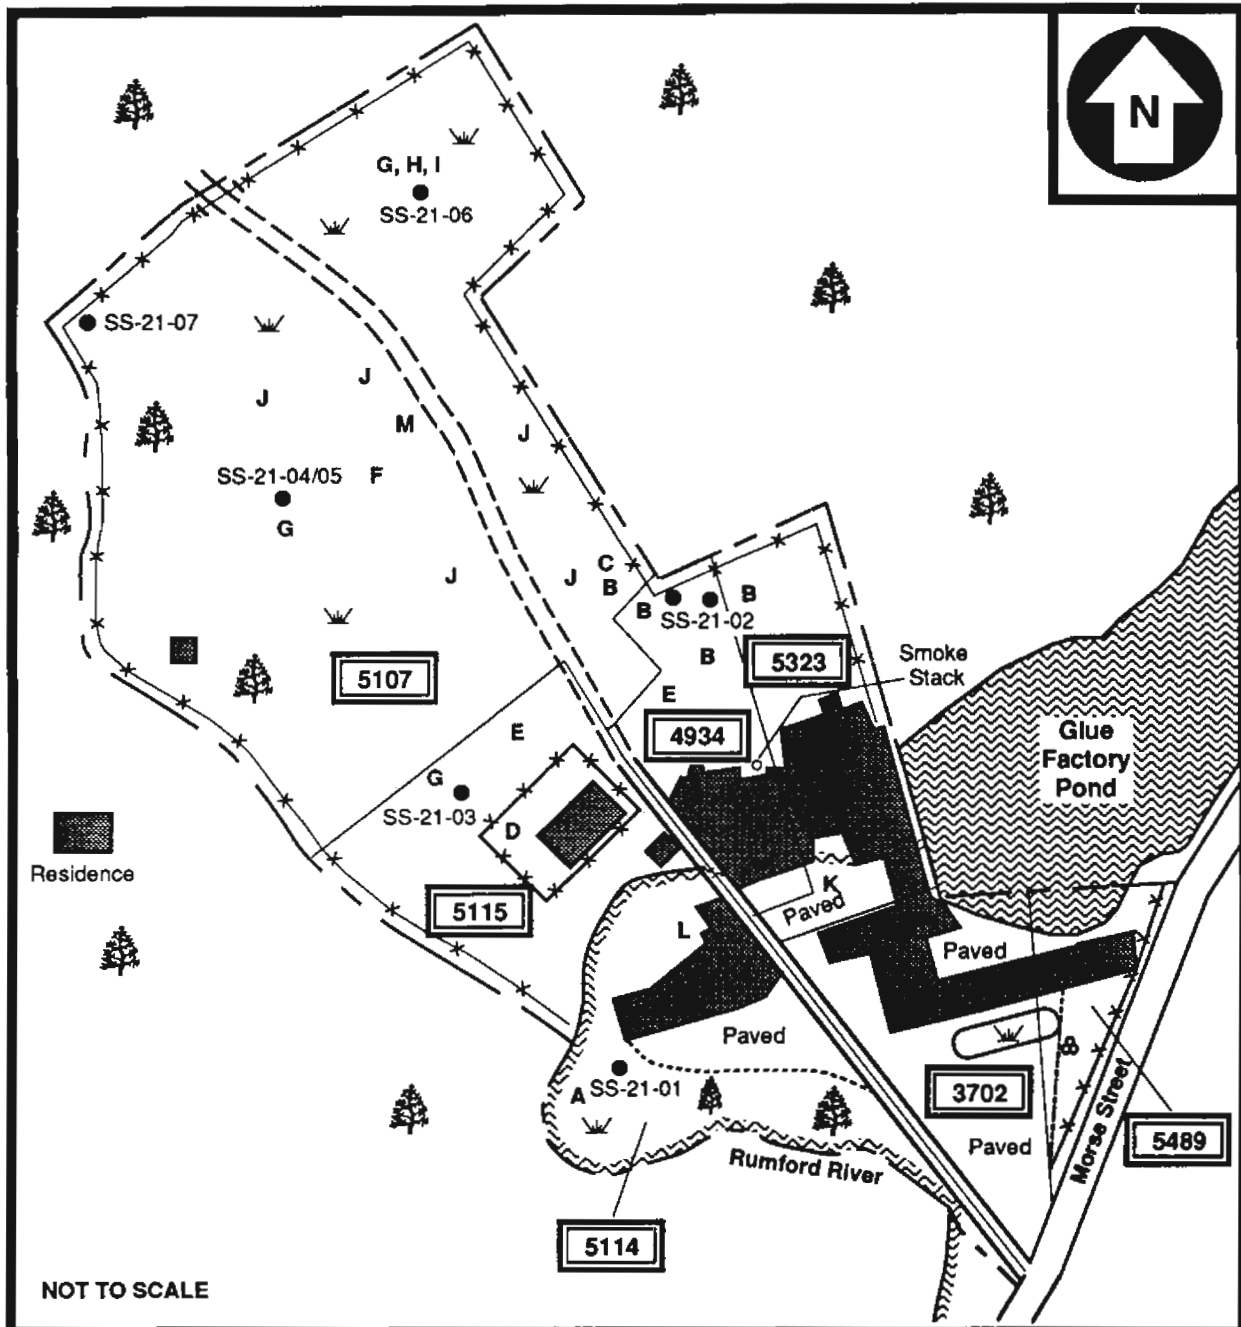 N
G, H, I
SS-21-06
SS-21-07
J
J
M
J
SS-21-04/05
F
G
J
J
C
B
B
B
SS-21-02
B
5107
5323
Smoke
Stack
E
4934
E
Glue
Factory
Pond
G
SS-21-03
D
Residence
5115
K
Paved
L
Paved
Paved
A
SS-21-01
3702
Paved
5489
Morse Street
Rumford River
5114
NOT TO SCALE